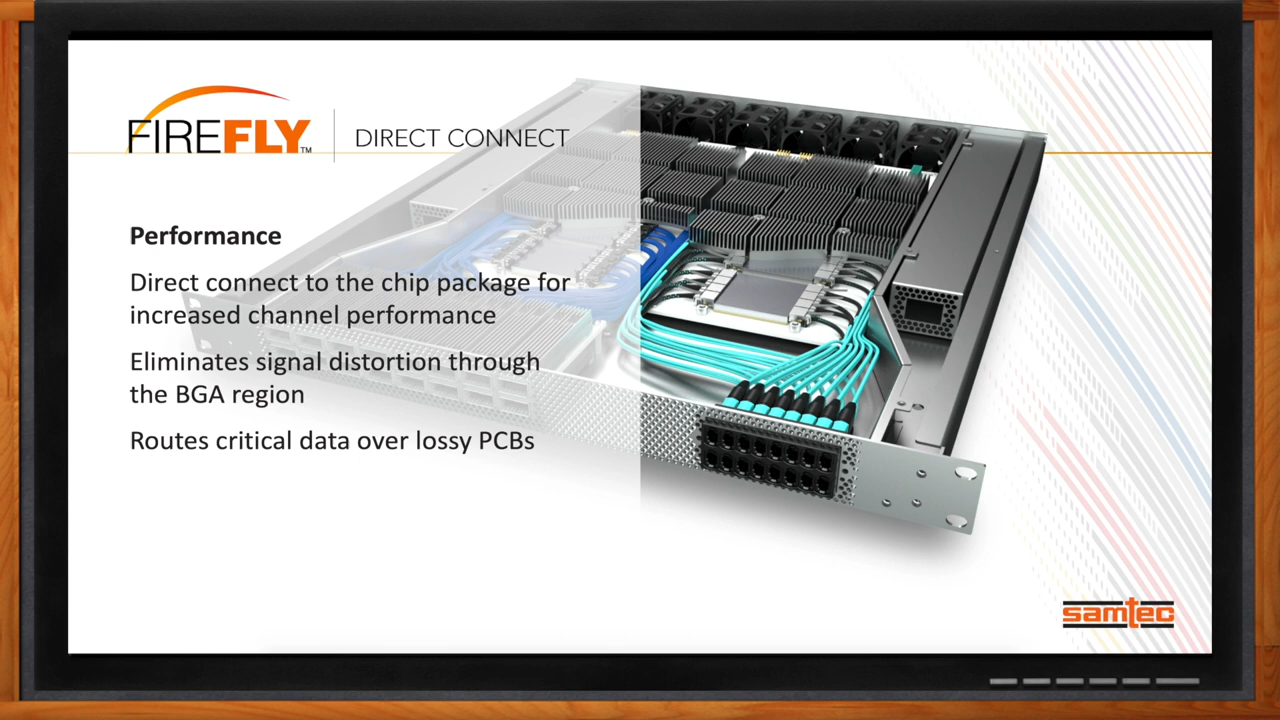 FIREFLY™
DIRECT CONNECT
Performance
Direct connect to the chip package for
increased channel performance
Eliminates signal distortion through
the BGA region
Routes critical data over lossy PCBs
samtec